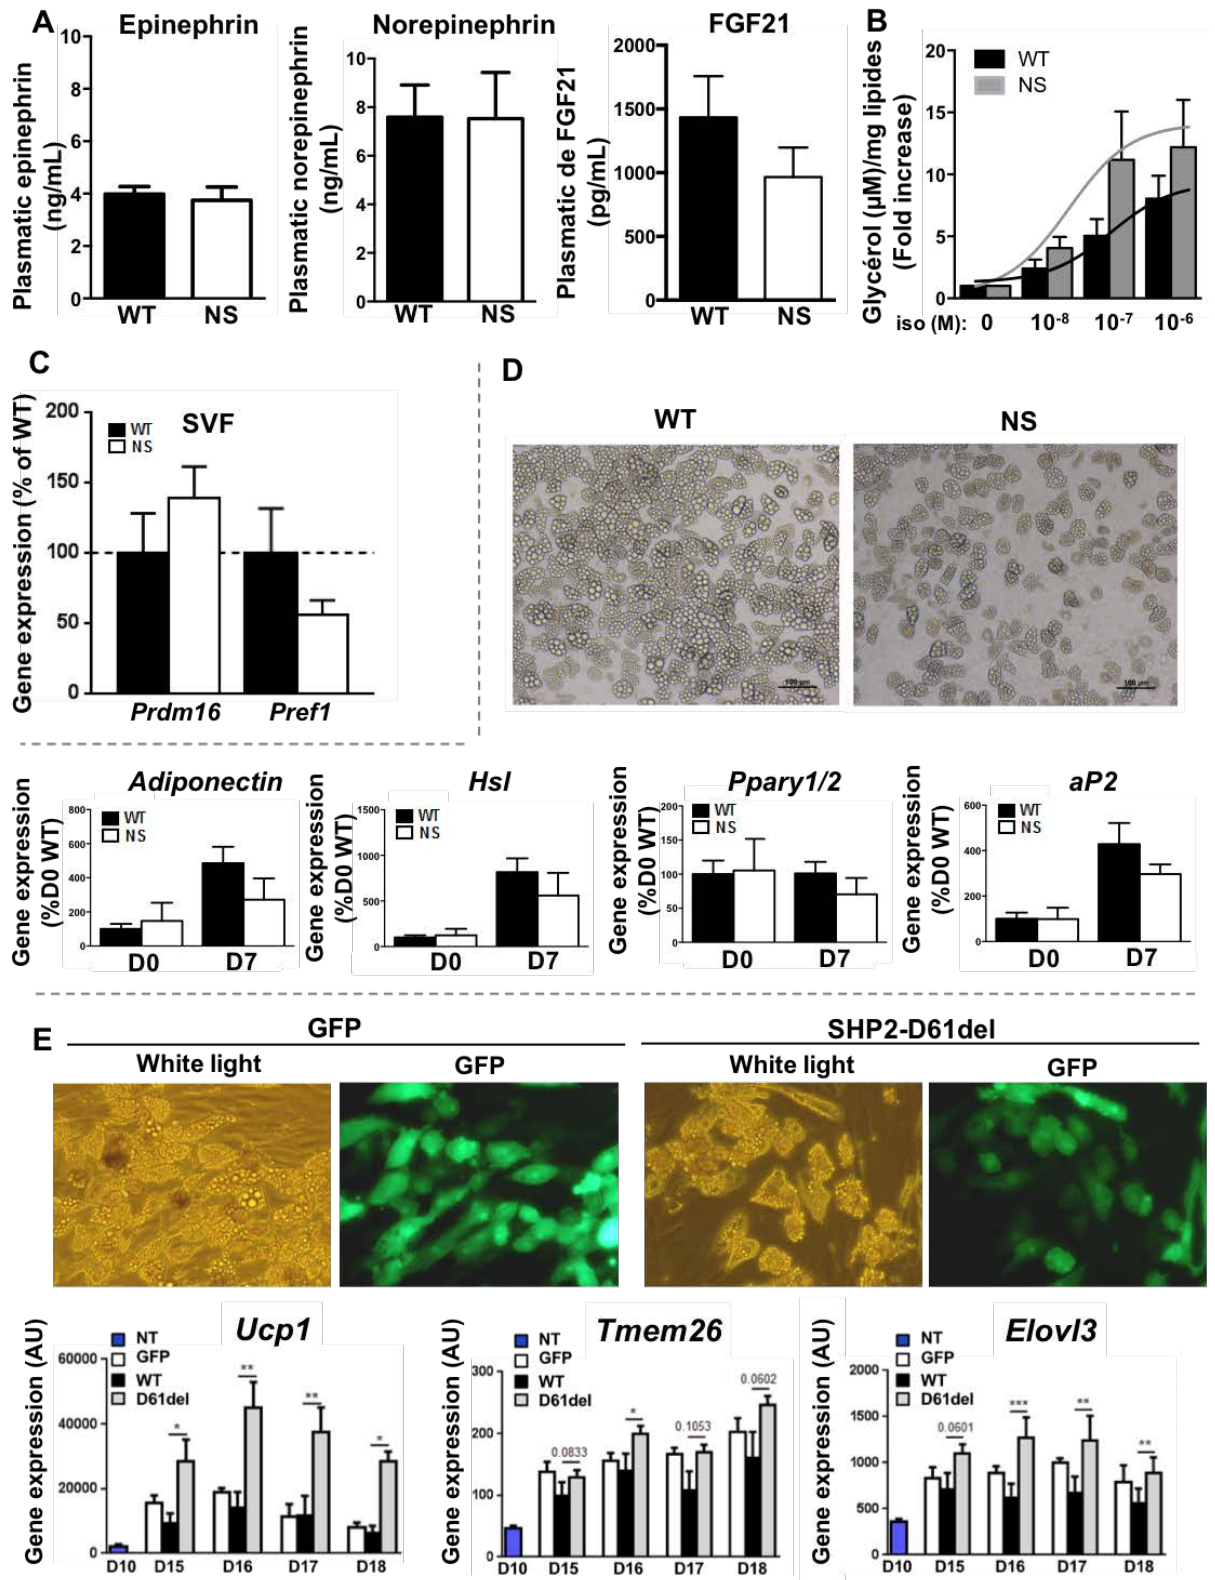 A
Epinephrin
Plasmatic epinephrin
(ng/mL)
10
8
6
4
2
0
WT NS
Norepinephrin
Plasmatic norepinephrin
(ng/mL)
10
8
6
4
2
0
WT NS
FGF21
Plasmatic de FGF21
(pg/mL)
2000
1500
1000
500
0
WT NS
B
Glycérol (µM)/mg lipides
(Fold increase)
20
15
10
5
0
WT
NS
iso (M): 0 10-8 10-7 10-6
C
Gene expression (% of WT)
200
150
100
50
0
WT
NS
SVF
Prdm16 Pref1
D
WT NS
100 µm
100 µm
Adiponectin
Gene expression
(%D0 WT)
800
600
400
200
0
WT
NS
D0 D7
Hsl
Gene expression
(%D0 WT)
1500
1000
500
0
WT
NS
D0 D7
Ppary1/2
Gene expression
(%D0 WT)
200
150
100
50
0
WT
NS
D0 D7
aP2
Gene expression
(%D0 WT)
600
400
200
0
WT
NS
D0 D7
E
GFP SHP2-D61del
White light GFP White light GFP
Ucp1
Gene expression (AU)
60000
40000
20000
0
NT
GFP
WT
D61del
* ** ** *
D10 D15 D16 D17 D18
Tmem26
Gene expression (AU)
300
200
100
0
NT
GFP
WT
D61del
0.0833 * 0.1053 0.0602
D10 D15 D16 D17 D18
Elovl3
Gene expression (AU)
2000
1500
1000
500
0
NT
GFP
WT
D61del
0.0601 *** ** **
D10 D15 D16 D17 D18